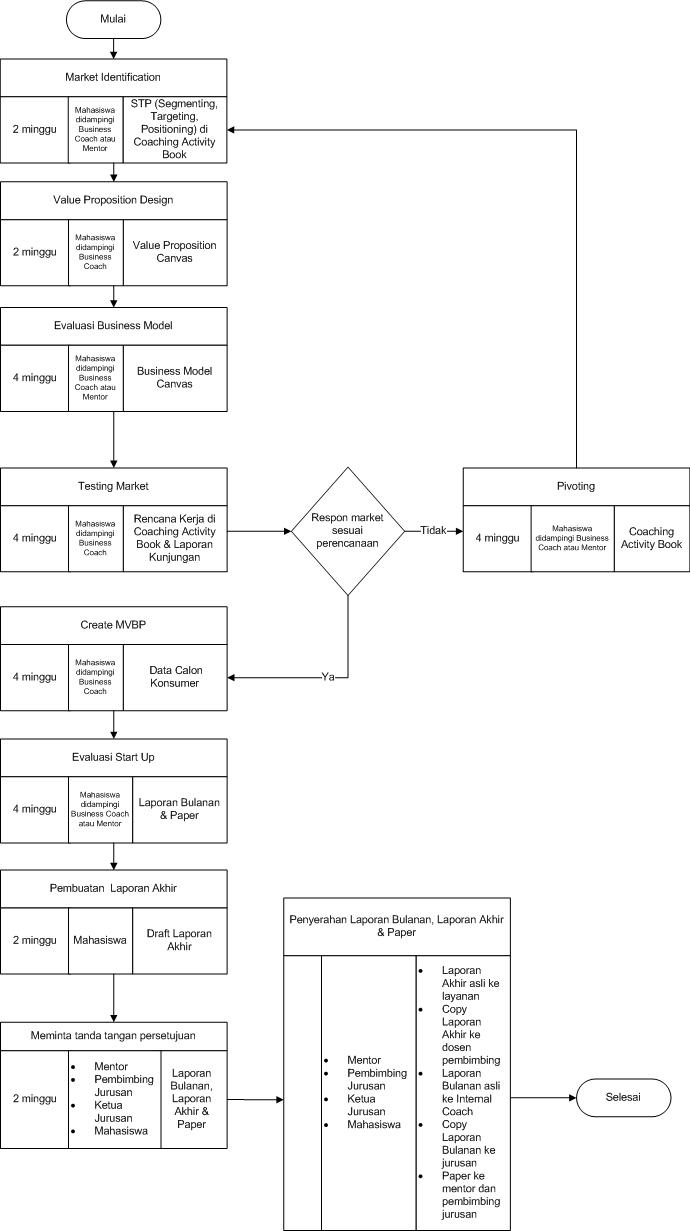 Mulai
Market Identification
2 minggu
Mahasiswa
didampingi
Business
Coach atau
Mentor
STP (Segmenting,
Targeting,
Positioning) di
Coaching Activity
Book
Value Proposition Design
2 minggu
Mahasiswa
didampingi
Business
Coach
Value Proposition
Canvas
Evaluasi Business Model
4 minggu
Mahasiswa
didampingi
Business
Coach atau
Mentor
Business Model
Canvas
Testing Market
4 minggu
Mahasiswa
didampingi
Business
Coach
Rencana Kerja di
Coaching Activity
Book & Laporan
Kunjungan
Respon market
sesuai
perencanaan
Tidak
Pivoting
4 minggu
Mahasiswa
didampingi Business
Coach atau Mentor
Coaching
Activity Book
Ya
Create MVBP
4 minggu
Mahasiswa
didampingi
Business
Coach
Data Calon
Konsumer
Evaluasi Start Up
4 minggu
Mahasiswa
didampingi
Business Coach
atau Mentor
Laporan Bulanan
& Paper
Pembuatan Laporan Akhir
2 minggu
Mahasiswa
Draft Laporan
Akhir
Meminta tanda tangan persetujuan
2 minggu
• Mentor
• Pembimbing
Jurusan
• Ketua
Jurusan
• Mahasiswa
Laporan
Bulanan,
Laporan
Akhir &
Paper
Penyerahan Laporan Bulanan, Laporan Akhir
& Paper
• Mentor
• Pembimbing
Jurusan
• Ketua
Jurusan
• Mahasiswa
• Laporan
Akhir asli ke
layanan
• Copy
Laporan
Akhir ke
dosen
pembimbing
• Laporan
Bulanan asli
ke Internal
Coach
• Copy
Laporan
Bulanan ke
jurusan
• Paper ke
mentor dan
pembimbing
jurusan
Selesai